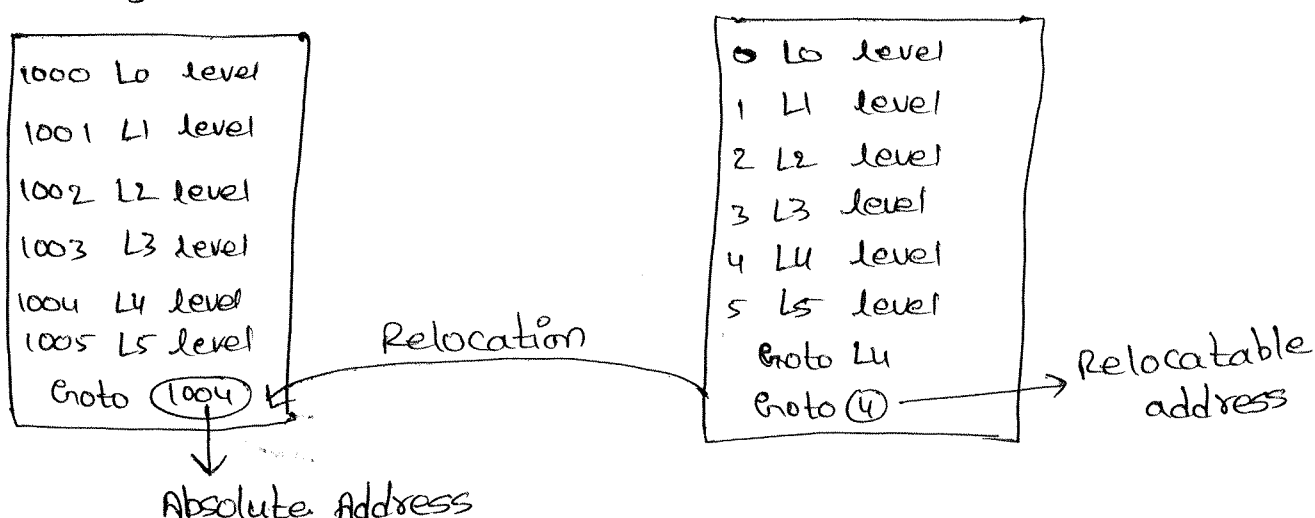 1000 L0 level
1001 L1 level
1002 L2 level
1003 L3 level
1004 L4 level
1005 L5 level
Goto 1004
Absolute Address
Relocation
0 L0 level
1 L1 level
2 L2 level
3 L3 level
4 L4 level
5 L5 level
Goto L4
Goto 4
Relocatable
address